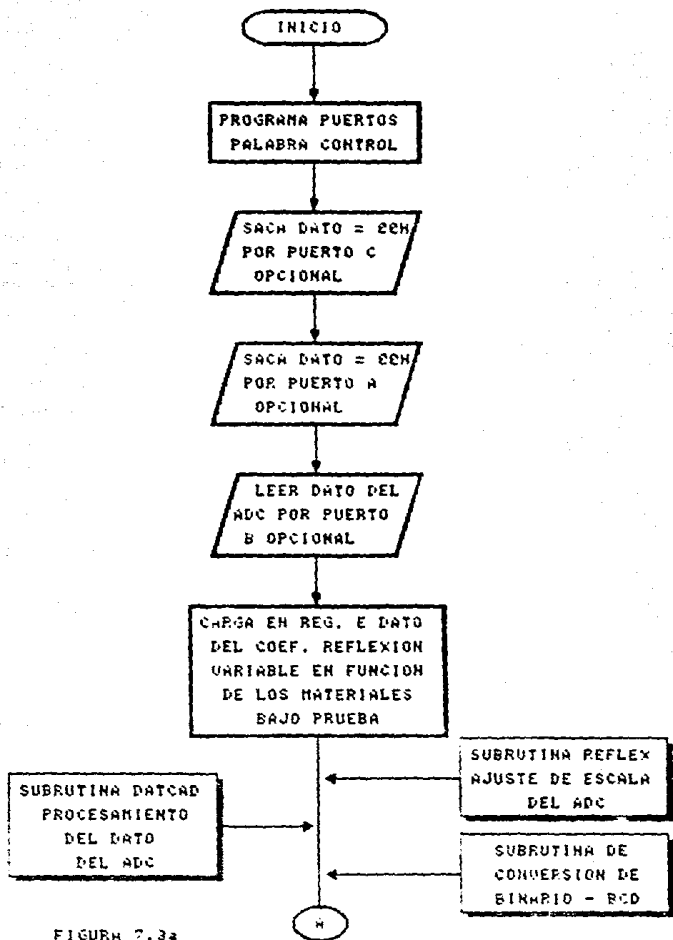 INICIO
PROGRAMA PUERTOS
PALABRA CONTROL
SACA DATO = 00H
POR PUERTO C
OPCIONAL
SACA DATO = 00H
POR PUERTO A
OPCIONAL
LEER DATO DEL
ADC POR PUERTO
B OPCIONAL
CARGA EN REG. E DATO
DEL COEF. REFLEXION
VARIABLE EN FUNCION
DE LOS MATERIALES
BAJO PRUEBA
SUBRUTINA REFLEX
AJUSTE DE ESCALA
DEL ADC
SUBRUTINA DATCAD
PROCESAMIENTO
DEL DATO
DEL ADC
SUBRUTINA DE
CONVERSION DE
BINARIO - BCD
A
FIGURA 7.3a